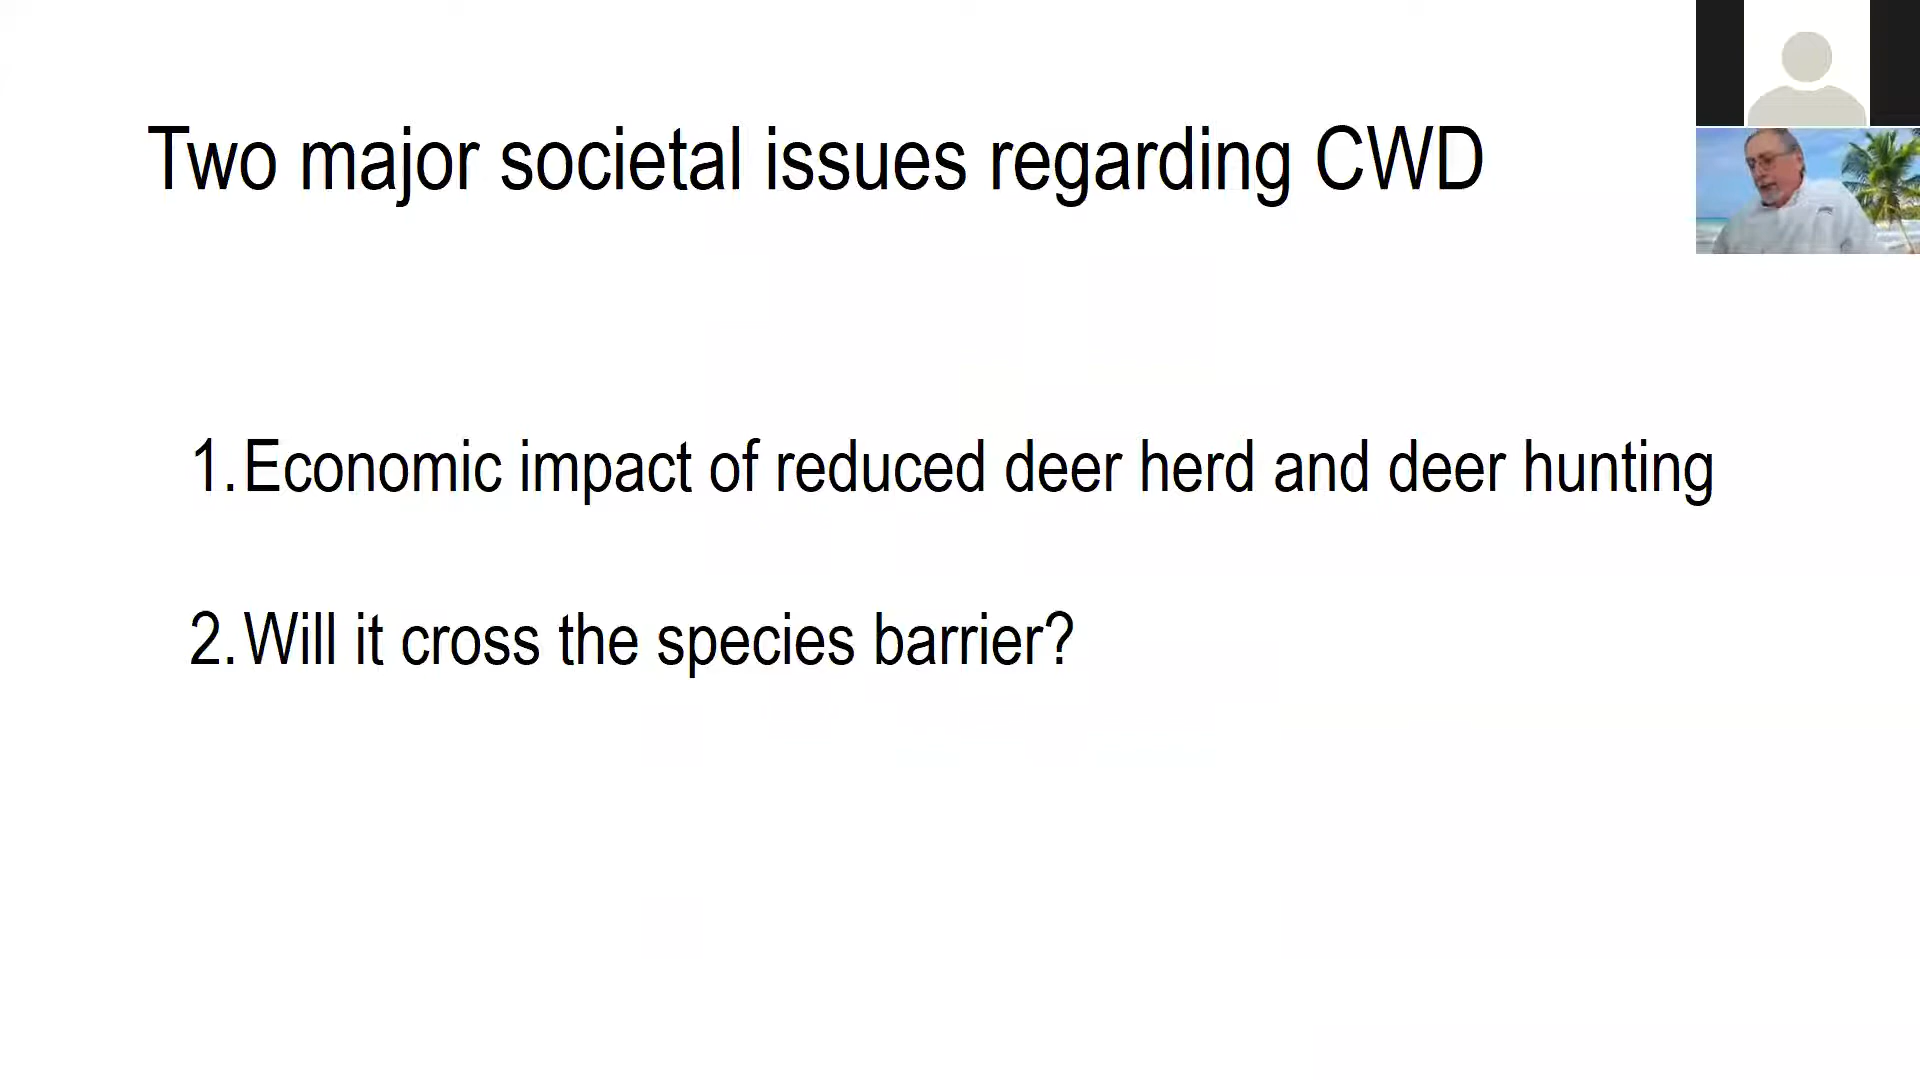 Two major societal issues regarding CWD
1. Economic impact of reduced deer herd and deer hunting
2. Will it cross the species barrier?